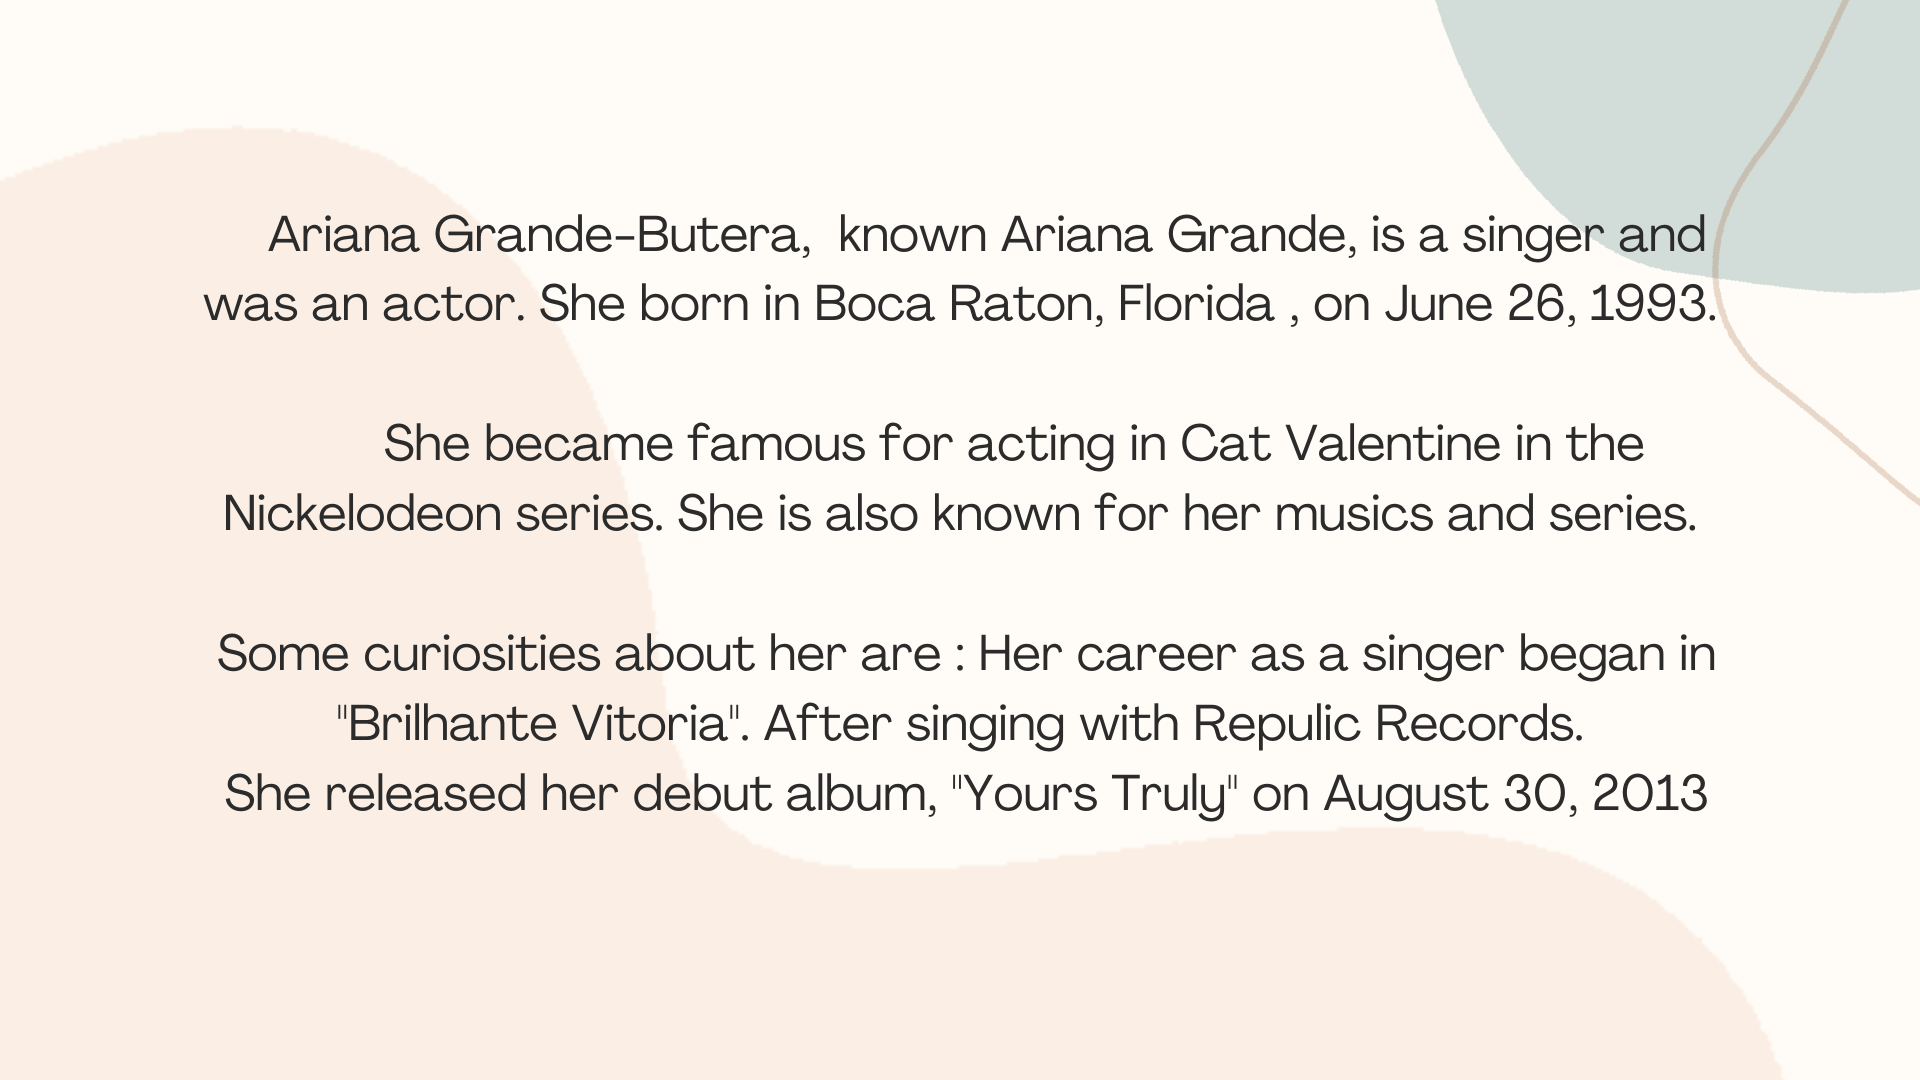 Ariana Grande-Butera,  known Ariana Grande, is a singer and
was an actor. She born in Boca Raton, Florida , on June 26, 1993.
She became famous for acting in Cat Valentine in the
Nickelodeon series. She is also known for her musics and series.
Some curiosities about her are : Her career as a singer began in
"Brilhante Vitoria". After singing with Repulic Records.
She released her debut album, "Yours Truly" on August 30, 2013